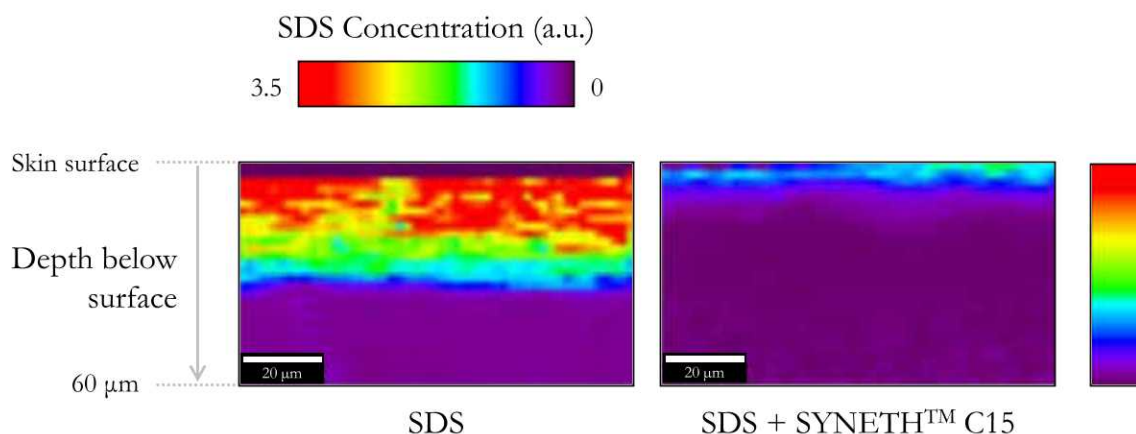 SDS Concentration (a.u.)
3.5 0
Skin surface
Depth below
surface
60 µm
20 µm 20 µm
SDS SDS + SYNETH™ C15